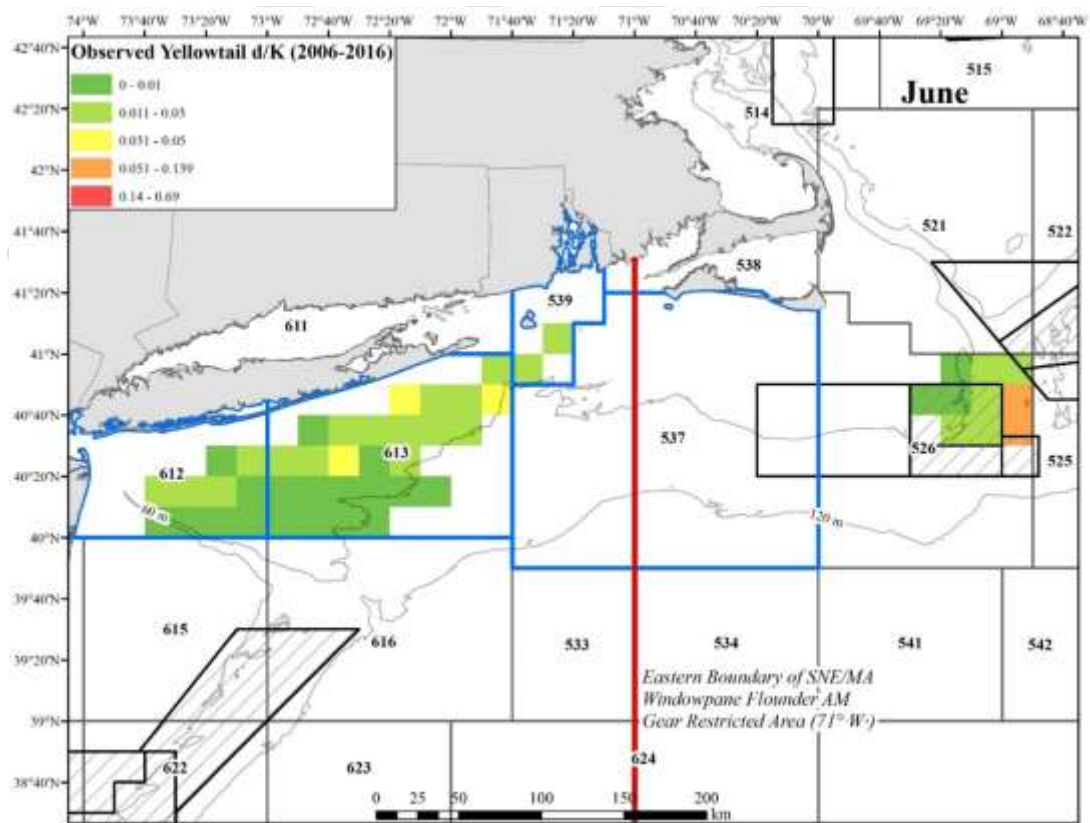 74°W 73°40'W 73°20'W 73°W 72°40'W 72°20'W 72°W 71°40'W 71°20'W 71°W 70°40'W 70°20'W 70°W 69°40'W 69°20'W 69°W 68°40'W
Observed Yellowtail d/K (2006-2016)
0 - 0.01
0.011 - 0.03
0.031 - 0.05
0.051 - 0.139
0.14 - 0.69
June
42°40'N
42°20'N
42°N
41°40'N
41°20'N
41°N
40°40'N
40°20'N
40°N
39°40'N
39°20'N
39°N
38°40'N
515
514
521
522
538
539
611
537
526
525
613
612
60 m
120 m
615
616
533
534
541
542
Eastern Boundary of SNE/MA
Windowpane Flounder AM
Gear Restricted Area (71° W)
622
623
624
0 25 50 100 150 200
km